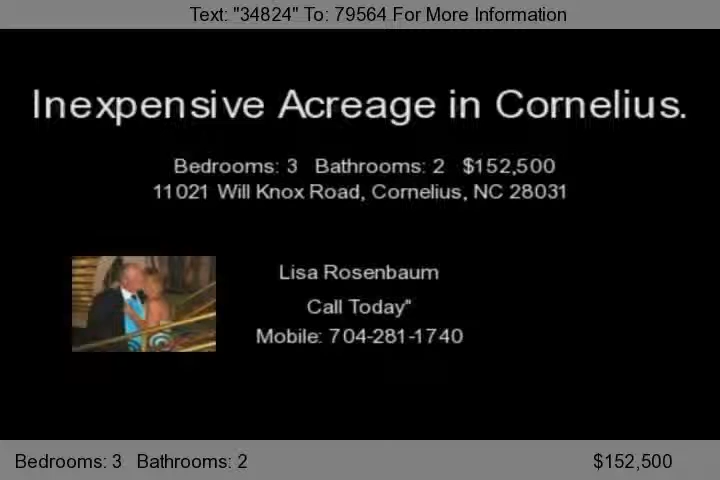 Text: "34824" To: 79564 For More Information
Inexpensive Acreage in Cornelius.
Bedrooms: 3 Bathrooms: 2 $152,500
11021 Will Knox Road, Cornelius, NC 28031
Lisa Rosenbaum
Call Today"
Mobile: 704-281-1740
Bedrooms: 3 Bathrooms: 2 $152,500